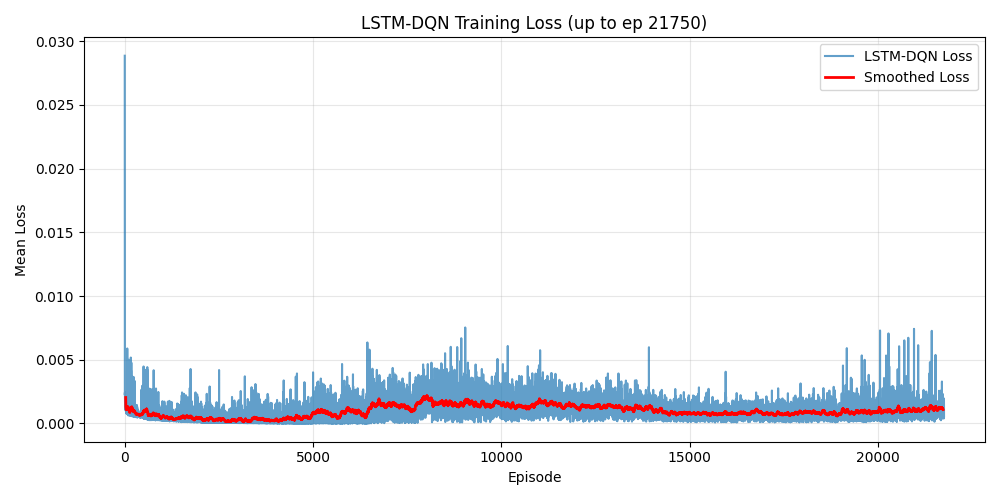 LSTM-DQN Training Loss (up to ep 21750)
LSTM-DQN Loss
Smoothed Loss
Mean Loss
0.030
0.025
0.020
0.015
0.010
0.005
0.000
0 5000 10000 15000 20000
Episode